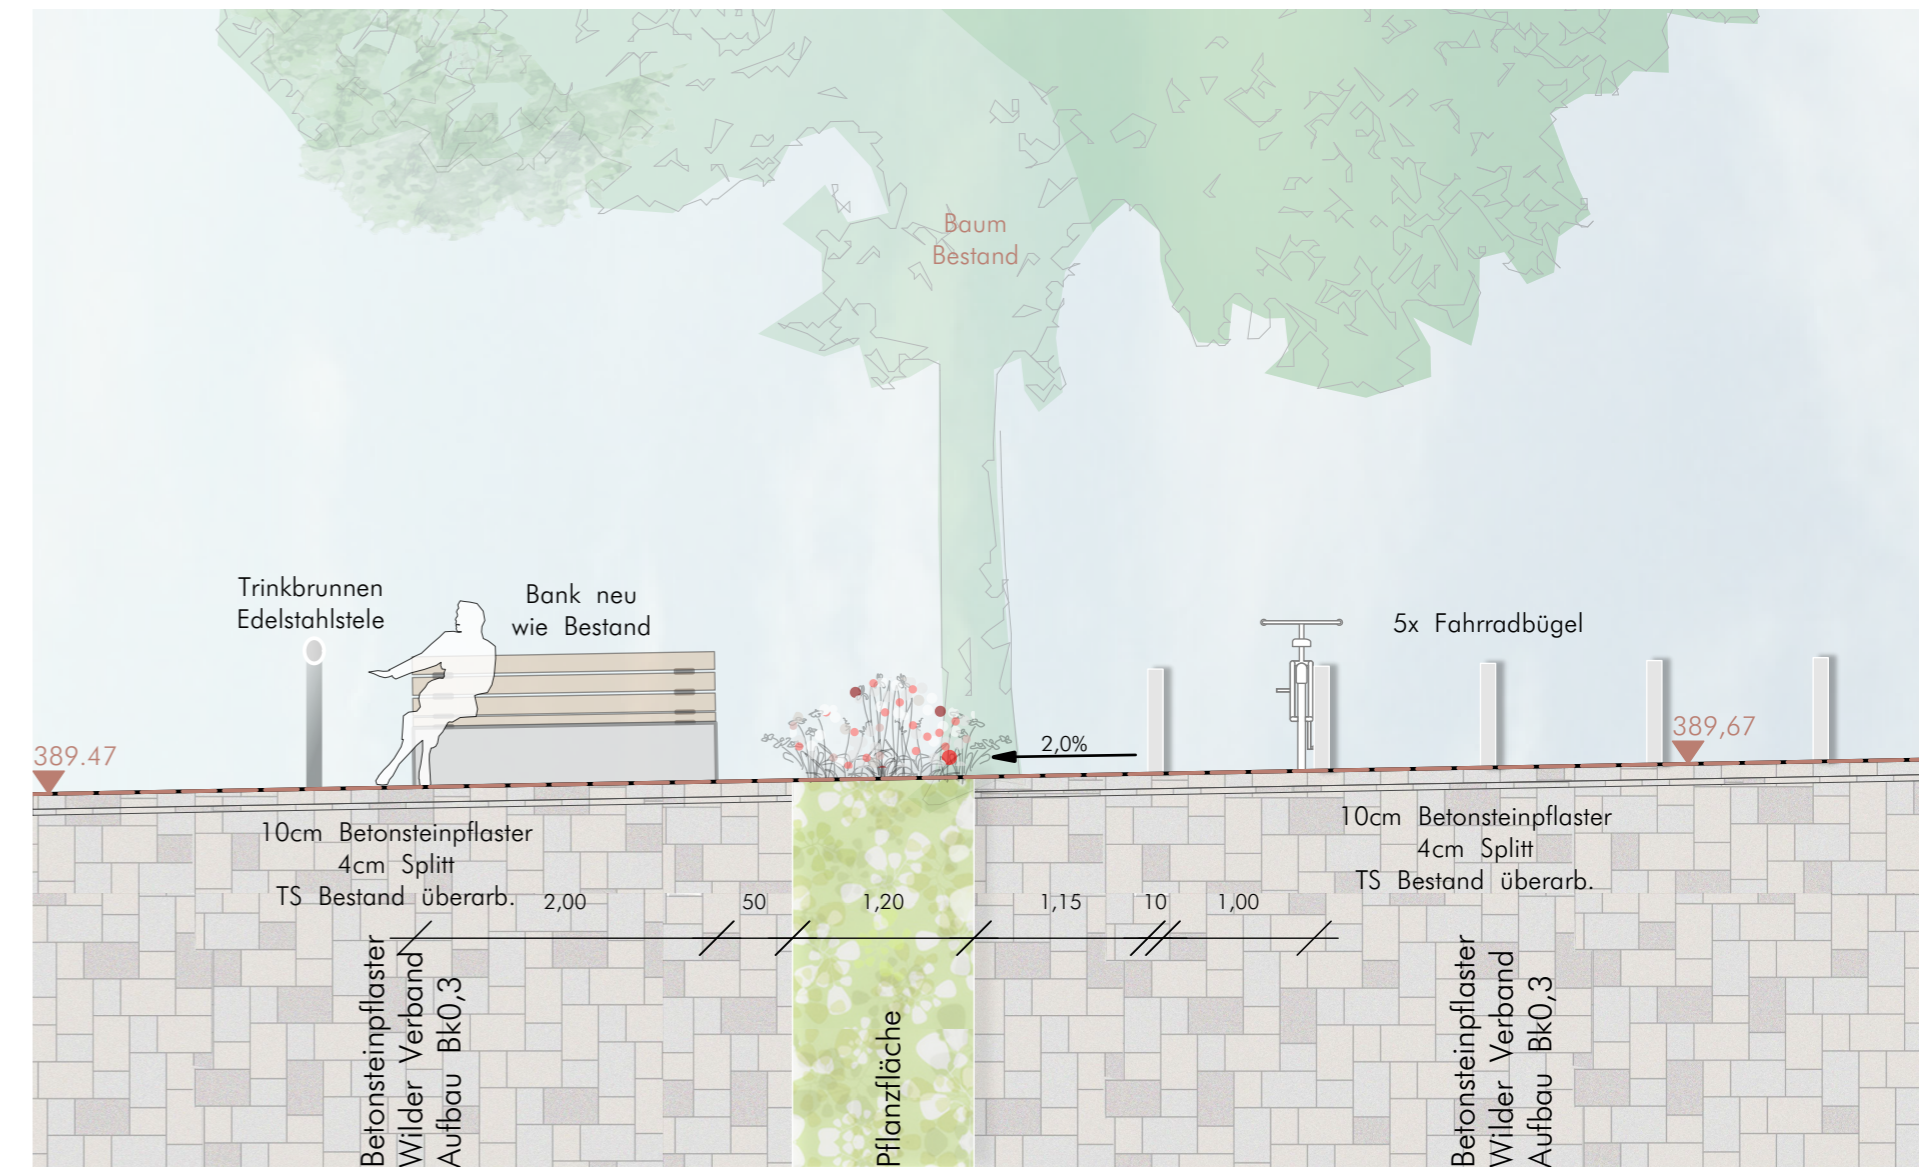 Baum
Bestand
Trinkbrunnen
Edelstahlstele
Bank neu
wie Bestand
5x Fahrradbügel
389.47
2,0%
389,67
10cm Betonsteinpflaster
4cm Splitt
TS Bestand überarb.
10cm Betonsteinpflaster
4cm Splitt
TS Bestand überarb.
2,00
50
1,20
1,15
10
1,00
Betonsteinpflaster
Wilder Verband
Aufbau Bk0,3
Pflanzfläche
Betonsteinpflaster
Wilder Verband
Aufbau Bk0,3